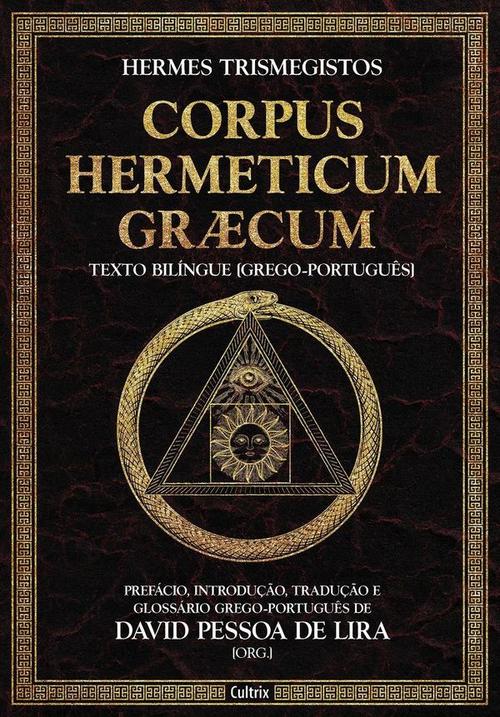 HERMES TRISMEGISTOS
CORPUS
HERMETICUM
GRÆCUM
TEXTO BILÍNGUE (GREGO-PORTUGUÊS)
PREFÁCIO, INTRODUÇÃO, TRADUÇÃO E
GLOSSÁRIO GREGO-PORTUGUÊS DE
DAVID PESSOA DE LIRA
(ORG.)
Cultrix